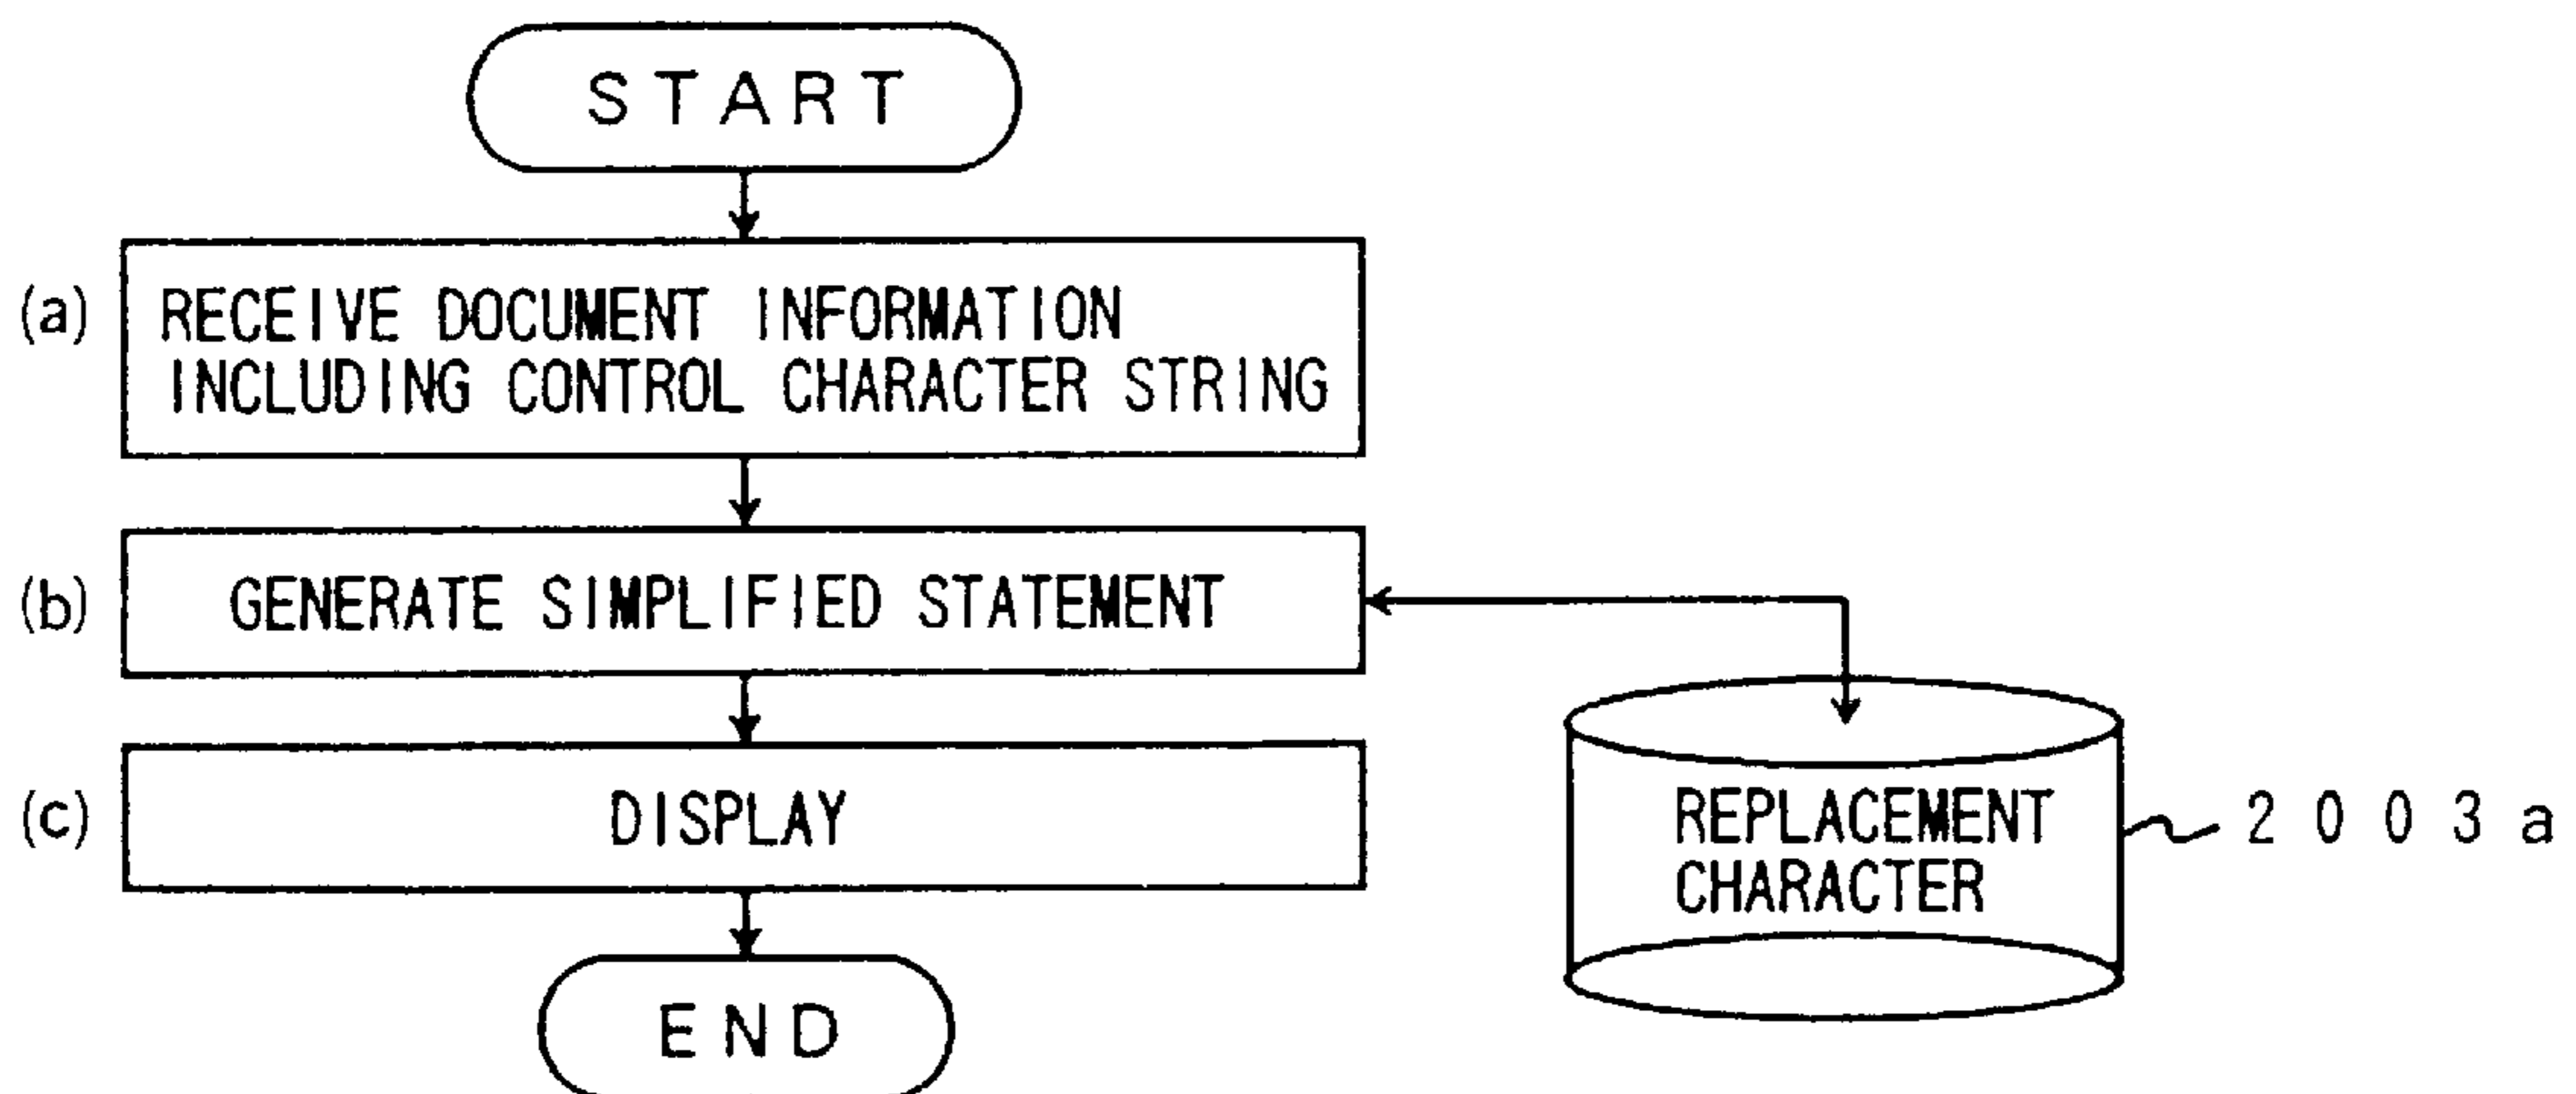 START
(a) RECEIVE DOCUMENT INFORMATION
INCLUDING CONTROL CHARACTER STRING
(b) GENERATE SIMPLIFIED STATEMENT
(c) DISPLAY
REPLACEMENT
CHARACTER
2003a
END